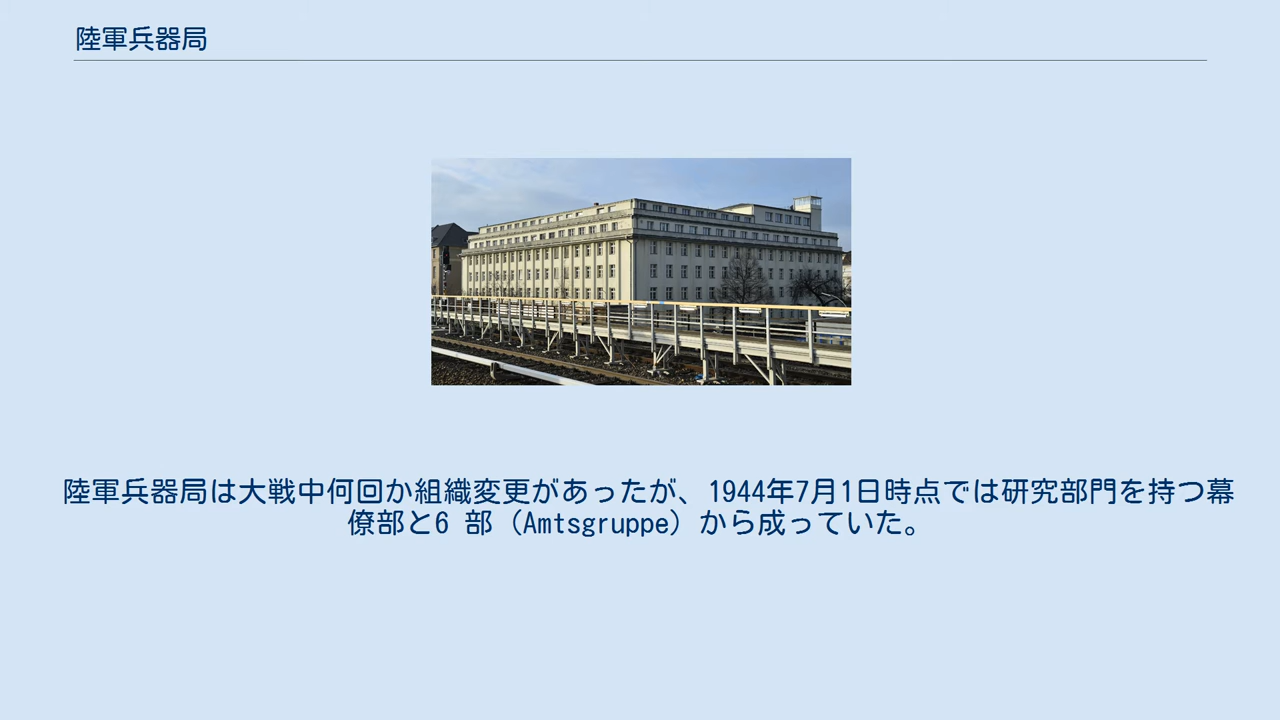 陸軍兵器局
陸軍兵器局は大戦中何回か組織変更があったが、1944年7月1日時点では研究部門を持つ幕
僚部と6 部（Amtsgruppe）から成っていた。